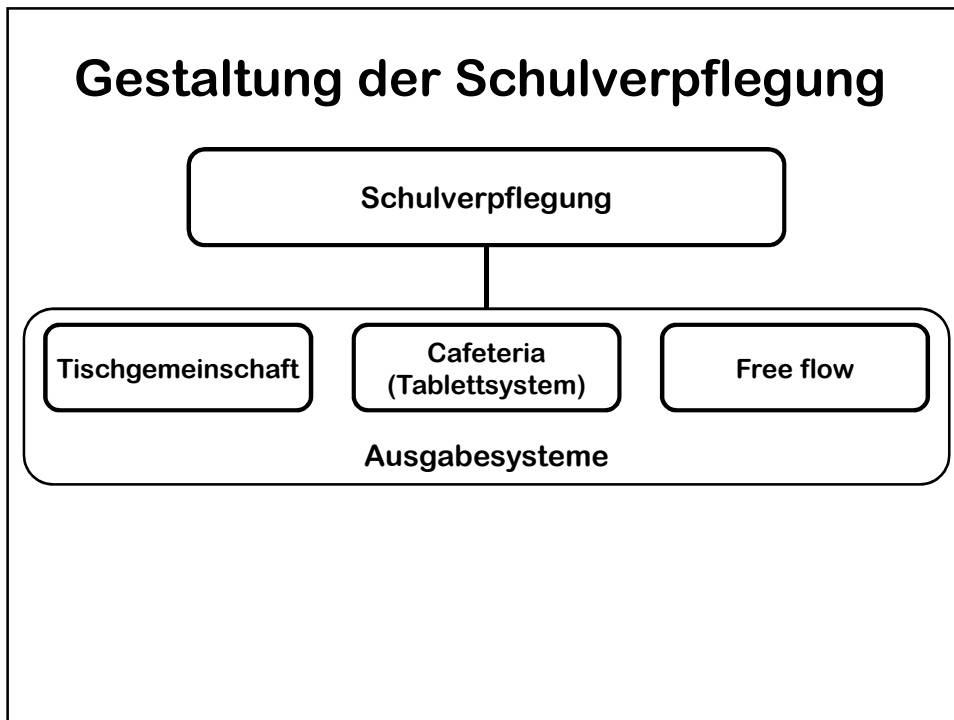 Gestaltung der Schulverpflegung
Schulverpflegung
Tischgemeinschaft
Cafeteria
(Tablettsystem)
Free flow
Ausgabesysteme